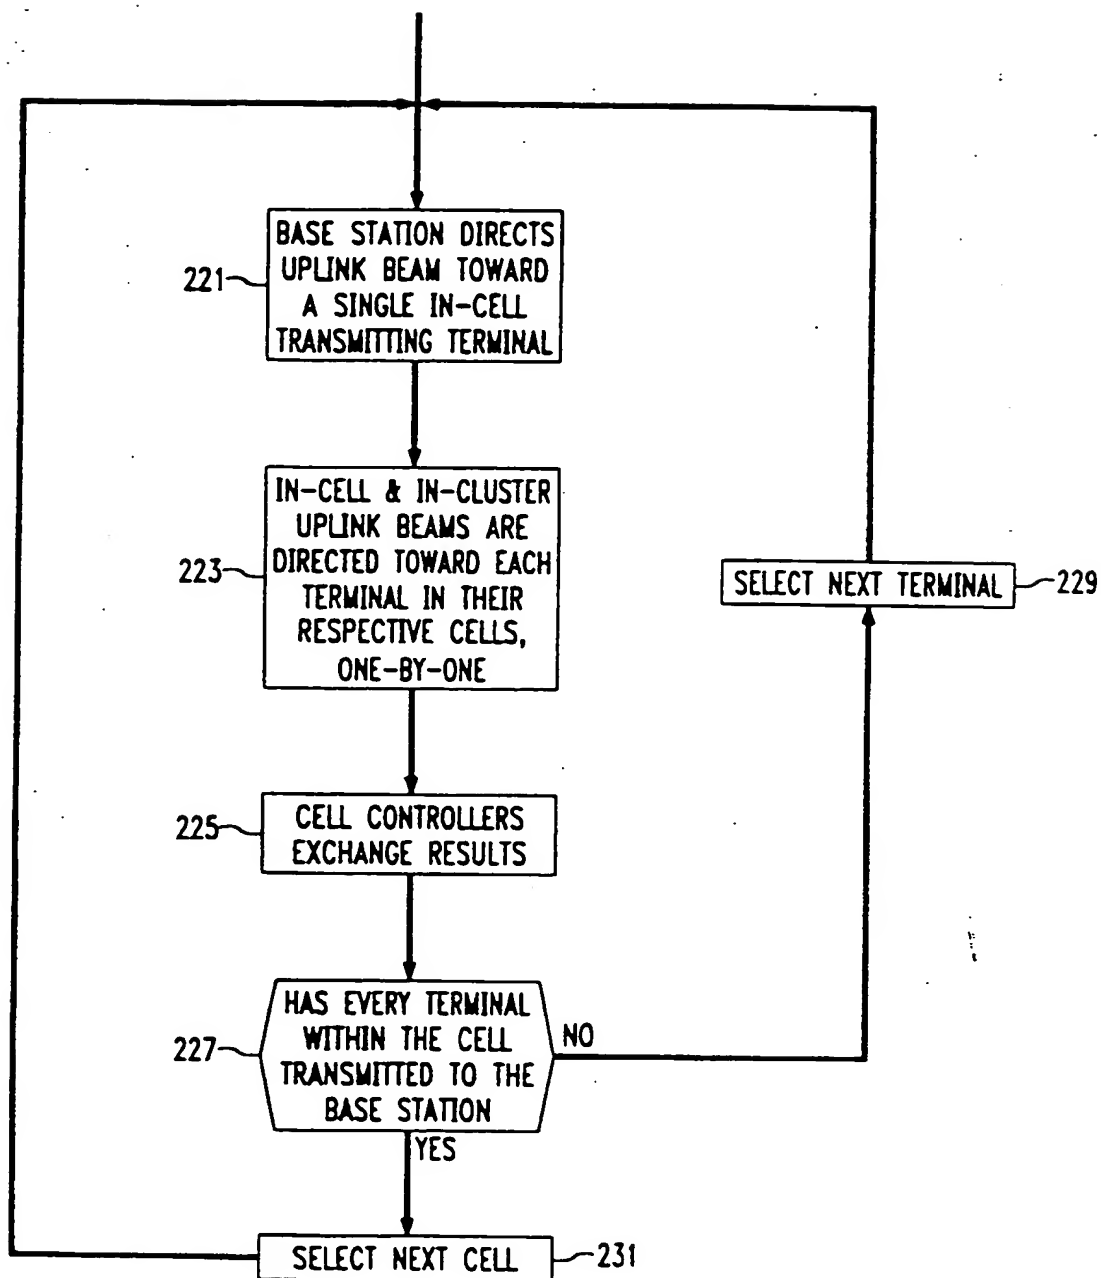 BASE STATION DIRECTS
UPLINK BEAM TOWARD
A SINGLE IN-CELL
TRANSMITTING TERMINAL
221
IN-CELL & IN-CLUSTER
UPLINK BEAMS ARE
DIRECTED TOWARD EACH
TERMINAL IN THEIR
RESPECTIVE CELLS,
ONE-BY-ONE
223
SELECT NEXT TERMINAL
229
CELL CONTROLLERS
EXCHANGE RESULTS
225
HAS EVERY TERMINAL
WITHIN THE CELL
TRANSMITTED TO THE
BASE STATION
227
NO
YES
SELECT NEXT CELL
231